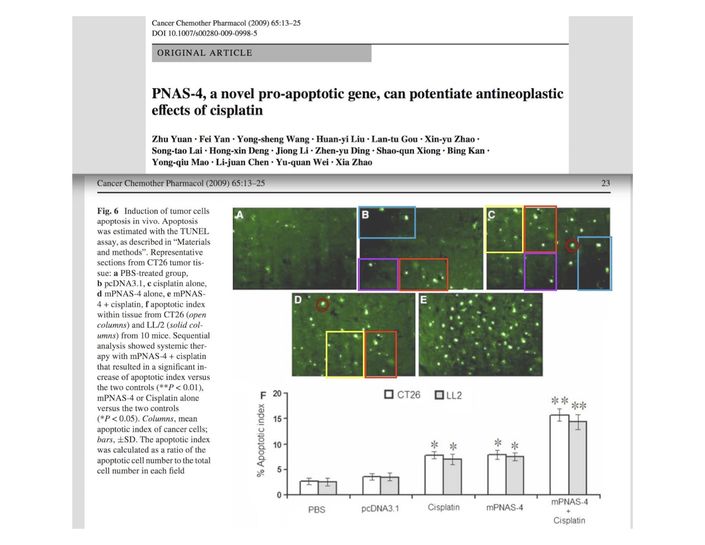 Cancer Chemother Pharmacol (2009) 65:13–25
DOI 10.1007/s00280-009-0998-5
ORIGINAL ARTICLE
PNAS-4, a novel pro-apoptotic gene, can potentiate antineoplastic
effects of cisplatin
Zhu Yuan · Fei Yan · Yong-sheng Wang · Huan-yi Liu · Lan-tu Gou · Xin-yu Zhao ·
Song-tao Lai · Hong-xin Deng · Jiong Li · Zhen-yu Ding · Shao-qun Xiong · Bing Kan ·
Yong-qiu Mao · Li-juan Chen · Yu-quan Wei · Xia Zhao
Cancer Chemother Pharmacol (2009) 65:13–25
23
Fig. 6 Induction of tumor cells
apoptosis in vivo. Apoptosis
was estimated with the TUNEL
assay, as described in “Materials
and methods”. Representative
sections from CT26 tumor tis-
sue: a PBS-treated group,
b pcDNA3.1, c cisplatin alone,
d mPNAS-4 alone, e mPNAS-
4 + cisplatin, f apoptotic index
within tissue from CT26 (open
columns) and LL/2 (solid col-
umns) from 10 mice. Sequential
analysis showed systemic ther-
apy with mPNAS-4 + cisplatin
that resulted in a significant in-
crease of apoptotic index versus
the two controls (**P < 0.01),
mPNAS-4 or Cisplatin alone
versus the two controls
(*P < 0.05). Columns, mean
apoptotic index of cancer cells;
bars, ±SD. The apoptotic index
was calculated as a ratio of the
apoptotic cell number to the total
cell number in each field
A
B
C
D
E
F
% Apoptotic index
20
15
10
5
0
CT26
LL2
* *
* *
** **
PBS
pcDNA3.1
Cisplatin
mPNAS-4
mPNAS-4
+
Cisplatin